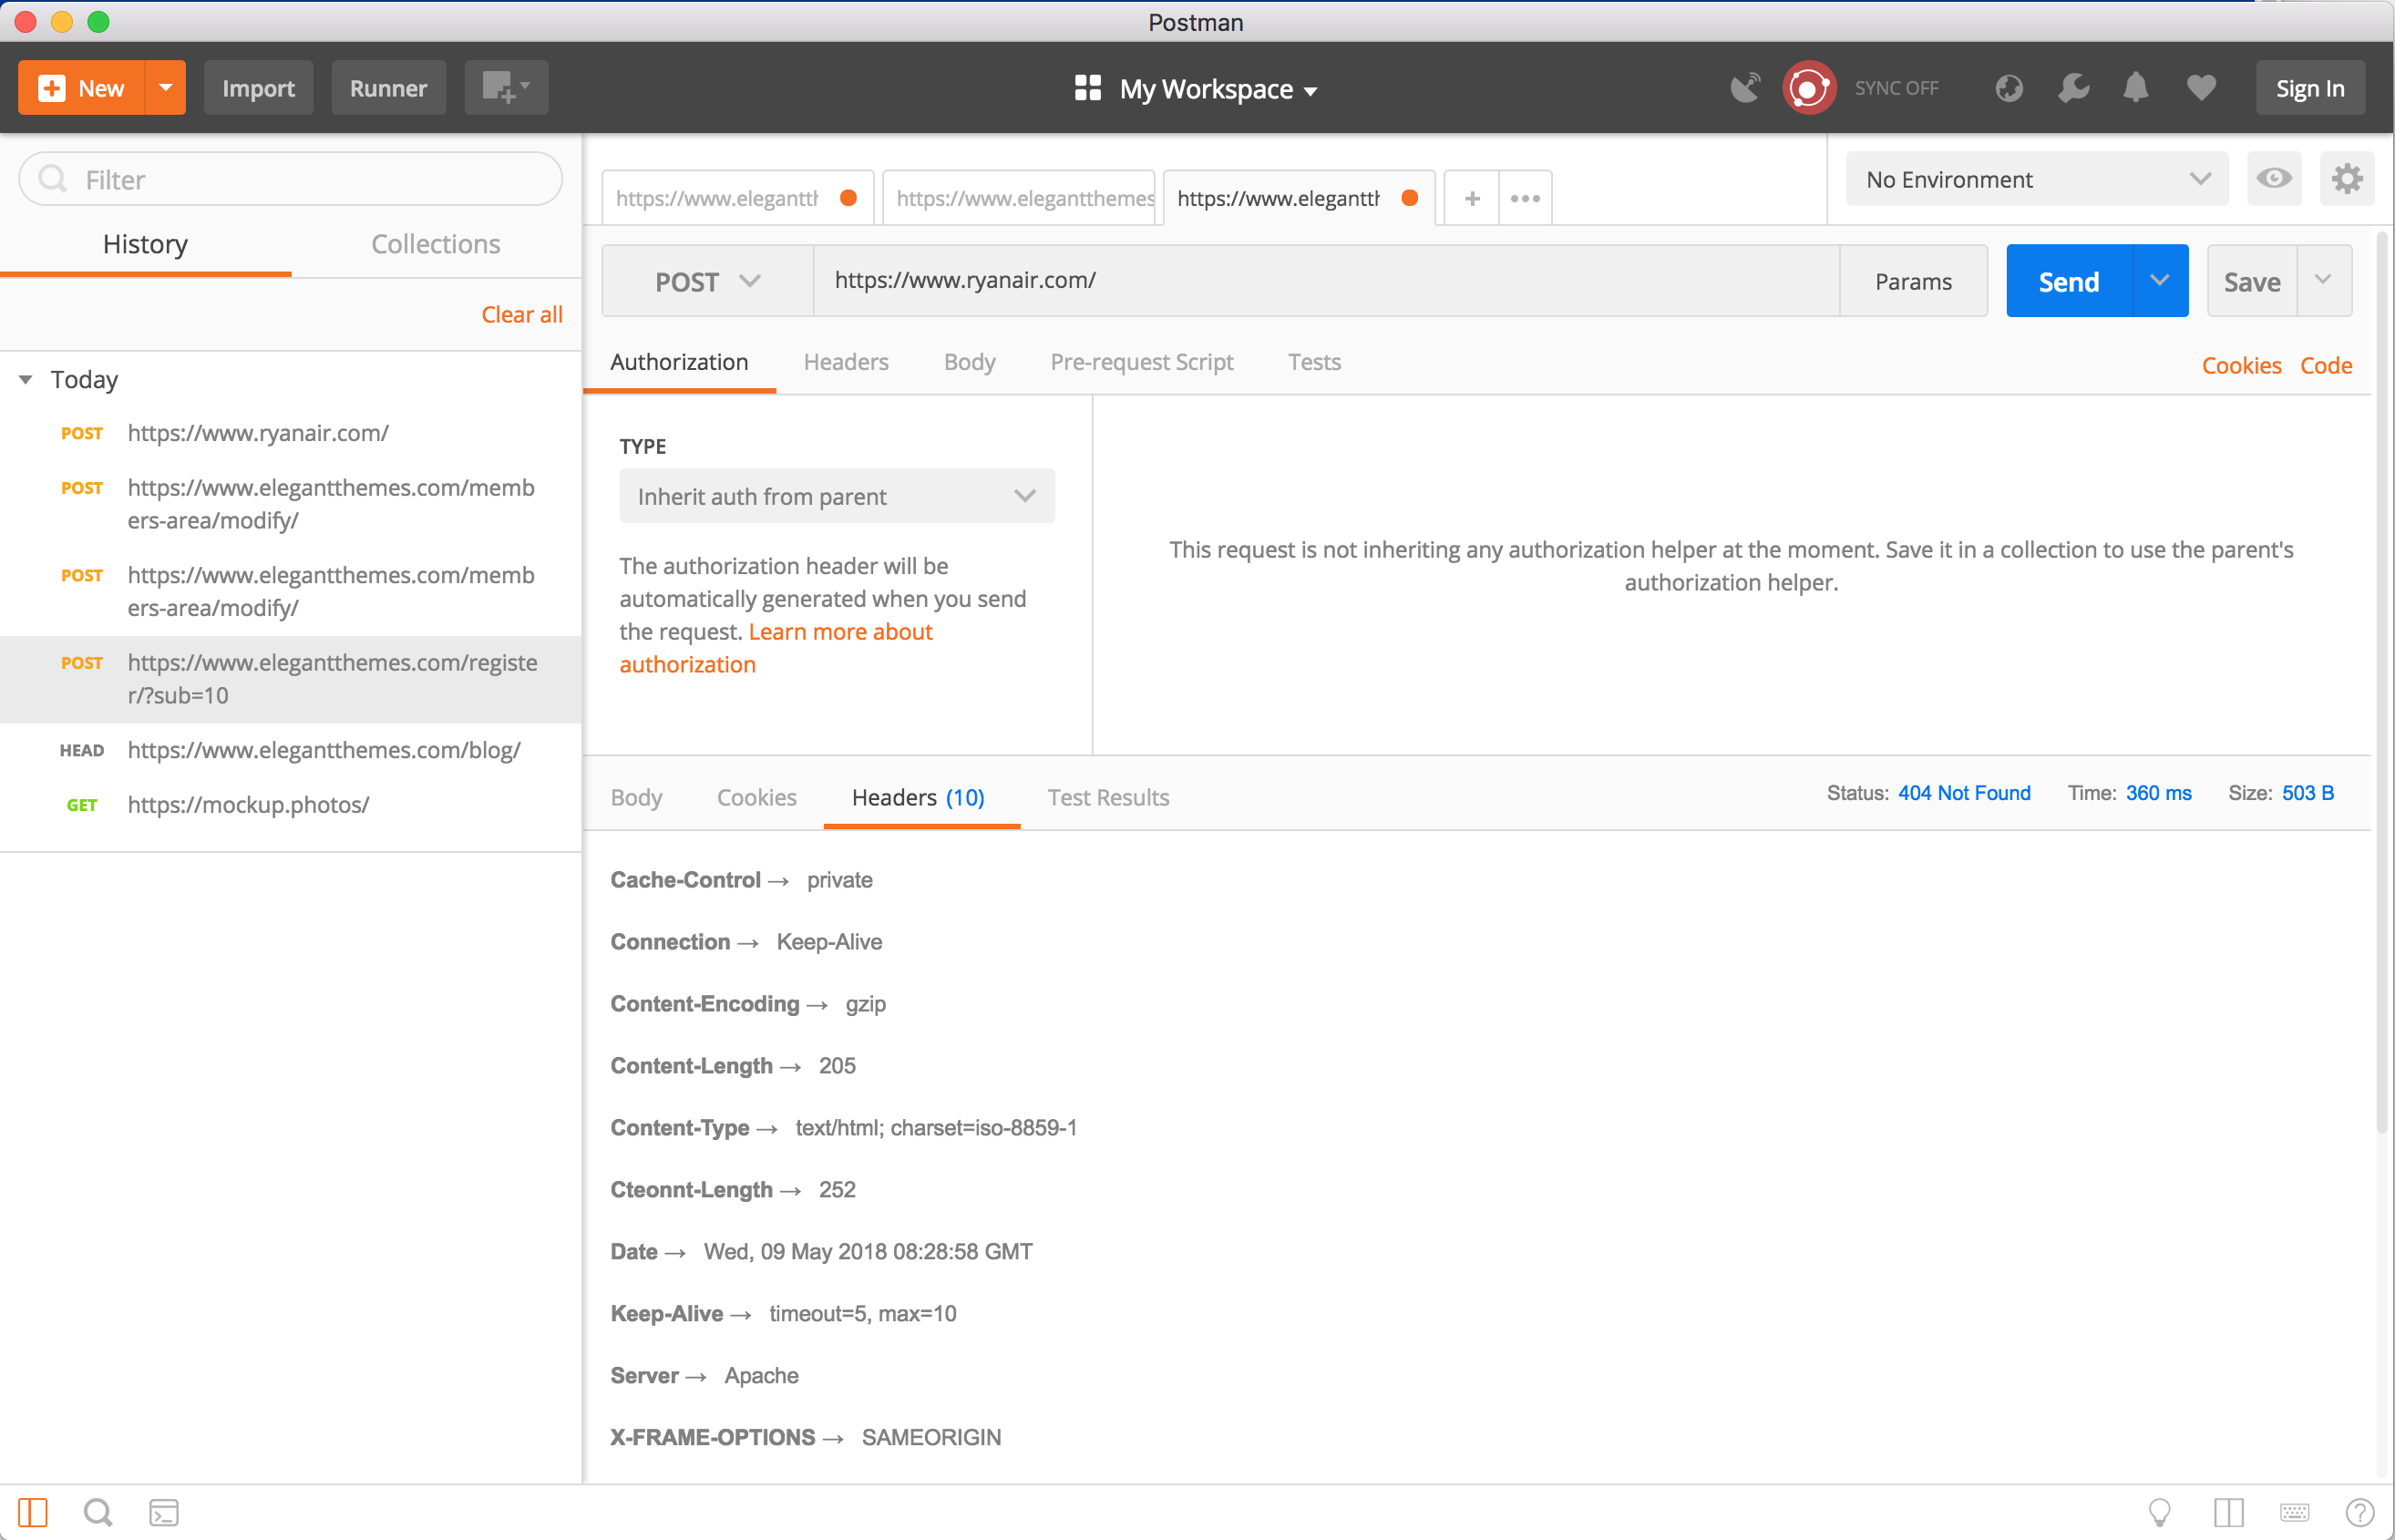 Postman
New
Import
Runner
My Workspace
SYNC OFF
Sign In
Filter
History
Collections
Clear all
Today
POST https://www.ryanair.com/
POST https://www.elegantthemes.com/memb
ers-area/modify/
POST https://www.elegantthemes.com/memb
ers-area/modify/
POST https://www.elegantthemes.com/registe
r/?sub=10
HEAD https://www.elegantthemes.com/blog/
GET https://mockup.photos/
https://www.elegantth
https://www.elegantthemes
https://www.elegantth
No Environment
POST
https://www.ryanair.com/
Params
Send
Save
Authorization
Headers
Body
Pre-request Script
Tests
Cookies
Code
TYPE
Inherit auth from parent
The authorization header will be
automatically generated when you send
the request. Learn more about
authorization
This request is not inheriting any authorization helper at the moment. Save it in a collection to use the parent's
authorization helper.
Body
Cookies
Headers (10)
Test Results
Status: 404 Not Found
Time: 360 ms
Size: 503 B
Cache-Control → private
Connection → Keep-Alive
Content-Encoding → gzip
Content-Length → 205
Content-Type → text/html; charset=iso-8859-1
Cteonnt-Length → 252
Date → Wed, 09 May 2018 08:28:58 GMT
Keep-Alive → timeout=5, max=10
Server → Apache
X-FRAME-OPTIONS → SAMEORIGIN